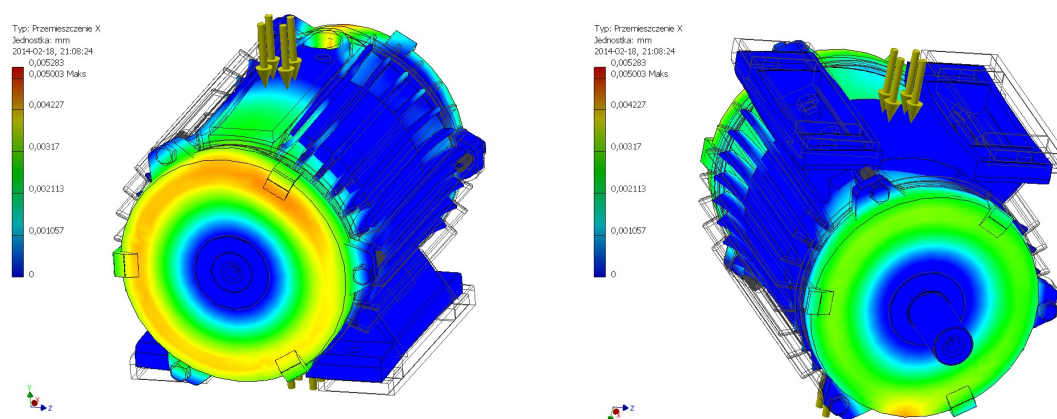 Typ: Przemieszczenie X
Jednostka: mm
2014-02-18, 21:08:24
0,005283
0,005003 Maks
0,004227
0,00317
0,002113
0,001057
0
Y
X
Z
Typ: Przemieszczenie X
Jednostka: mm
2014-02-18, 21:08:24
0,005283
0,005003 Maks
0,004227
0,00317
0,002113
0,001057
0
X
Z